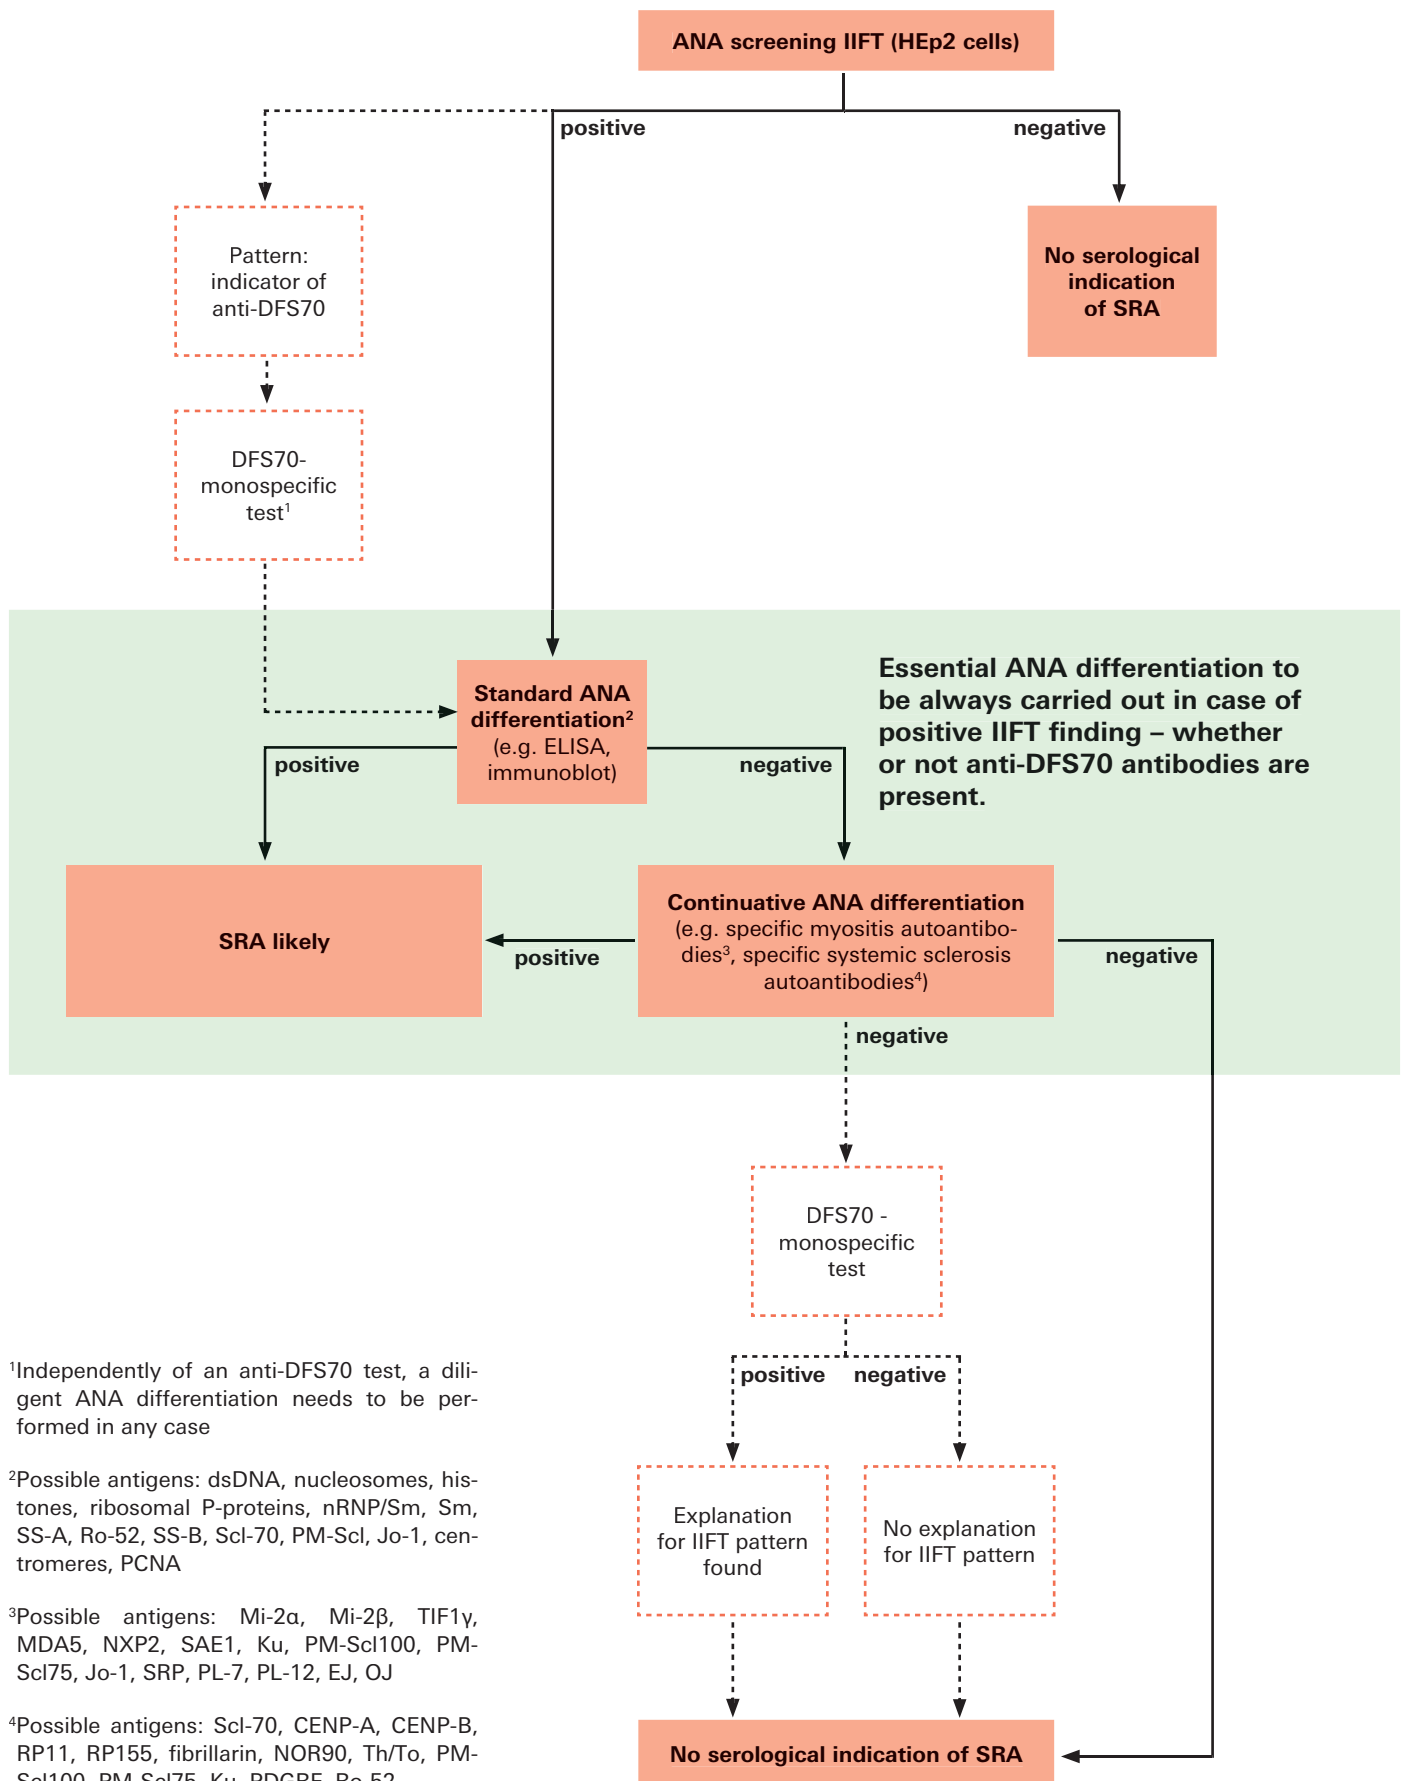 ANA screening IIFT (HEp2 cells)
positive
negative
Pattern:
indicator of
anti-DFS70
No serological
indication
of SRA
DFS70-
monospecific
test¹
Standard ANA
differentiation²
(e.g. ELISA,
immunoblot)
Essential ANA differentiation to
be always carried out in case of
positive IIFT finding – whether
or not anti-DFS70 antibodies are
present.
positive
negative
SRA likely
Continuative ANA differentiation
(e.g. specific myositis autoantibo-
dies³, specific systemic sclerosis
autoantibodies⁴)
positive
negative
negative
DFS70 -
monospecific
test
positive
negative
Explanation
for IIFT pattern
found
No explanation
for IIFT pattern
No serological indication of SRA
¹Independently of an anti-DFS70 test, a dili-
gent ANA differentiation needs to be per-
formed in any case
²Possible antigens: dsDNA, nucleosomes, his-
tones, ribosomal P-proteins, nRNP/Sm, Sm,
SS-A, Ro-52, SS-B, Scl-70, PM-Scl, Jo-1, cen-
tromeres, PCNA
³Possible antigens: Mi-2α, Mi-2β, TIF1γ,
MDA5, NXP2, SAE1, Ku, PM-Scl100, PM-
Scl75, Jo-1, SRP, PL-7, PL-12, EJ, OJ
⁴Possible antigens: Scl-70, CENP-A, CENP-B,
RP11, RP155, fibrillarin, NOR90, Th/To, PM-
Scl100, PM-Scl75, Ku, PDGRF, Ro-52